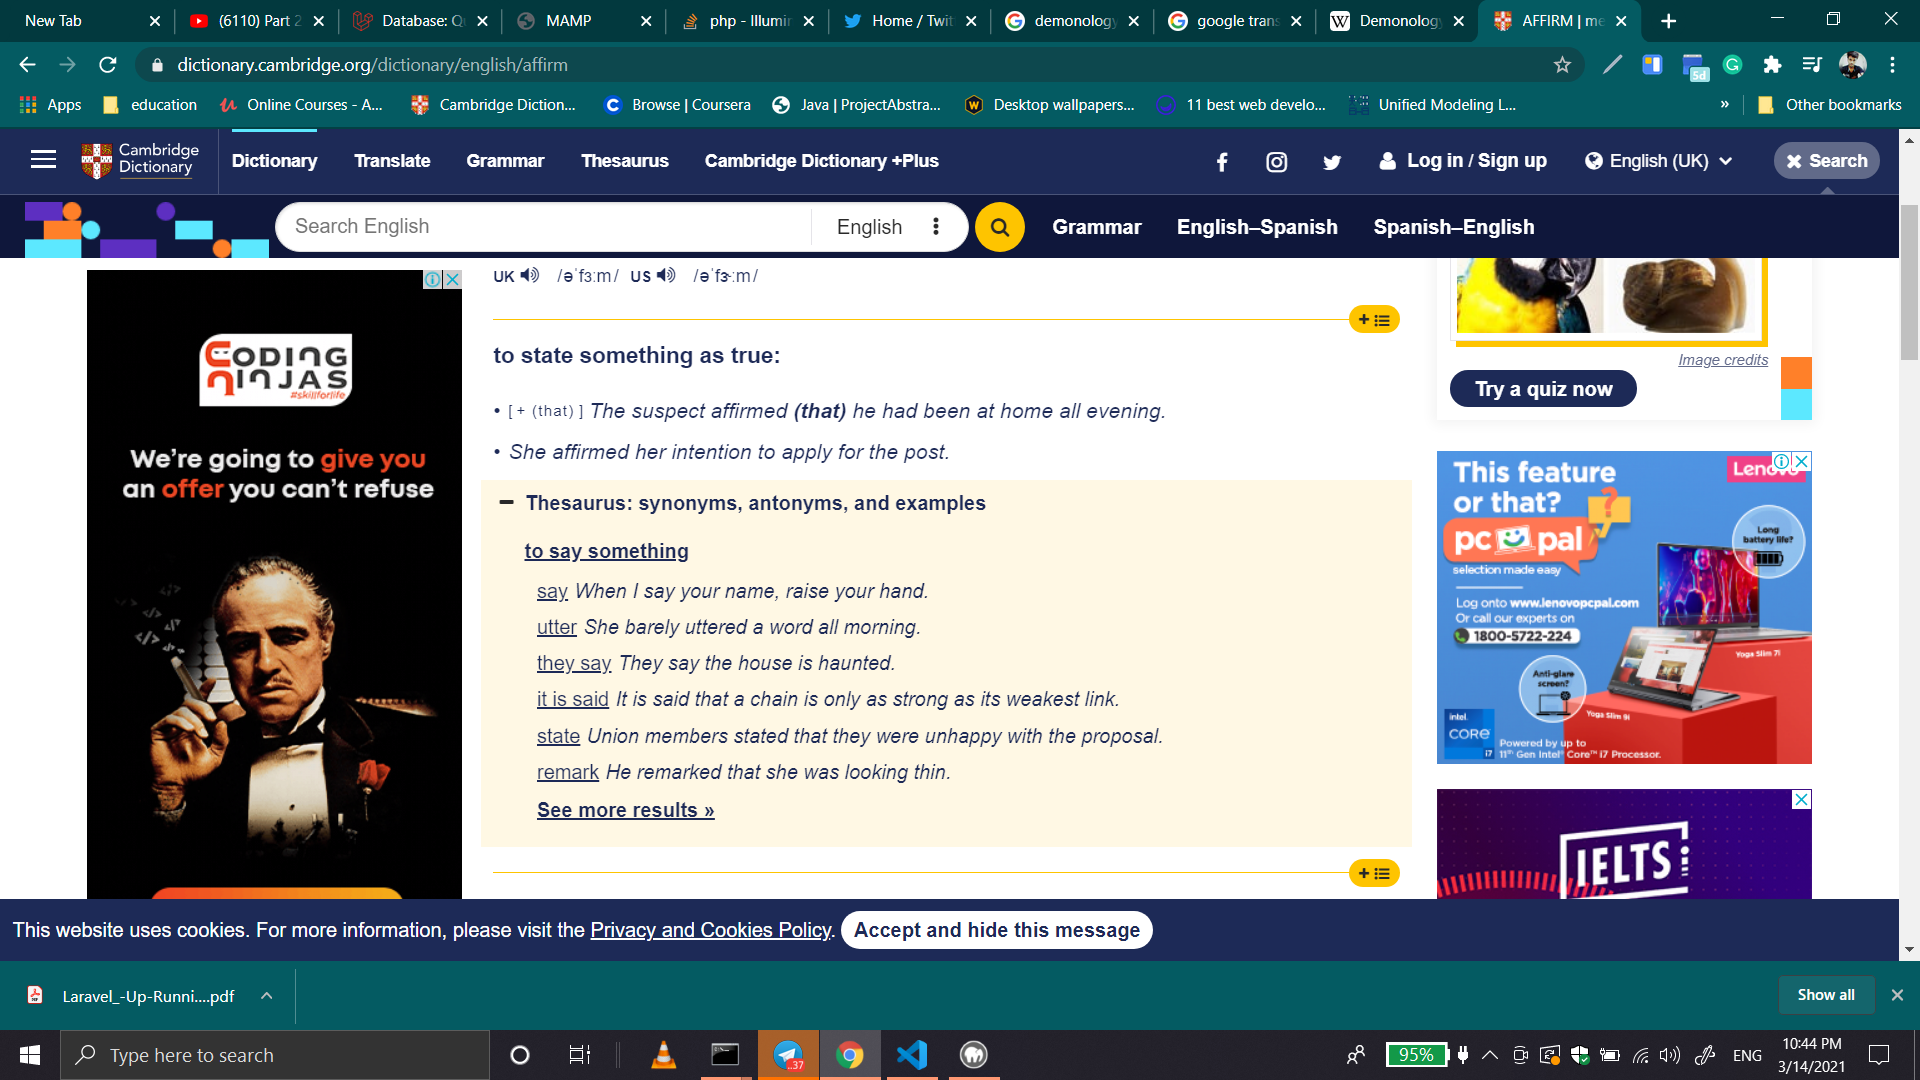 New Tab
(6110) Part 2
Database: Qu
MAMP
php - Illumin
Home / Twit
demonology
google trans
Demonology
AFFIRM | me
dictionary.cambridge.org/dictionary/english/affirm
5d
Apps
education
Online Courses - A...
Cambridge Diction...
Browse | Coursera
Java | ProjectAbstra...
Desktop wallpapers...
11 best web develo...
Unified Modeling L...
»
Other bookmarks
Cambridge
Dictionary
Dictionary
Translate
Grammar
Thesaurus
Cambridge Dictionary +Plus
Log in / Sign up
English (UK)
Search
Search English
English
Grammar
English–Spanish
Spanish–English
UK /əˈfɜːm/ US /əˈfɝːm/
to state something as true:
• [ + (that) ] The suspect affirmed (that) he had been at home all evening.
• She affirmed her intention to apply for the post.
Thesaurus: synonyms, antonyms, and examples
to say something
say When I say your name, raise your hand.
utter She barely uttered a word all morning.
they say They say the house is haunted.
it is said It is said that a chain is only as strong as its weakest link.
state Union members stated that they were unhappy with the proposal.
remark He remarked that she was looking thin.
See more results »
CODING
NINJAS
#skillforlife
We're going to give you
an offer you can't refuse
Image credits
Try a quiz now
This feature
or that?
Lenovo
pc pal
selection made easy
Long
battery life?
Log onto www.lenovopcpal.com
Or call our experts on
1800-5722-224
Yoga Slim 7i
Anti-glare
screen?
Yoga Slim 9i
intel.
CORE
i7
Powered by up to
11th Gen Intel® Core™ i7 Processor.
IELTS
This website uses cookies. For more information, please visit the Privacy and Cookies Policy.
Accept and hide this message
Laravel_-Up-Runni....pdf
Show all
Type here to search
..37
95%
ENG
10:44 PM
3/14/2021